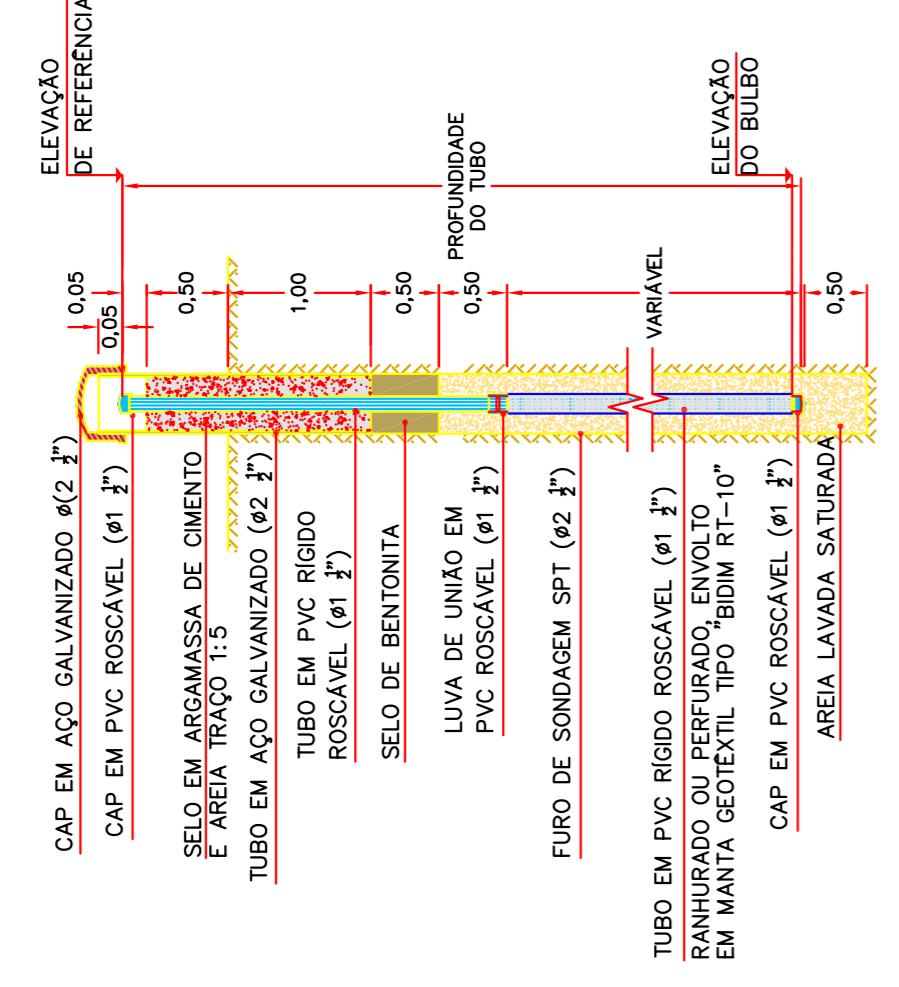 ELEVAÇÃO
DE REFERÊNCIA
CAP EM AÇO GALVANIZADO ø(2 1/2")
CAP EM PVC ROSCÁVEL (ø1 1/2")
SELO EM ARGAMASSA DE CIMENTO
E AREIA TRAÇO 1:5
TUBO EM AÇO GALVANIZADO (ø2 1/2")
TUBO EM PVC RÍGIDO
ROSCÁVEL (ø1 1/2")
SELO DE BENTONITA
LUVA DE UNIÃO EM
PVC ROSCÁVEL (ø1 1/2")
FURO DE SONDAGEM SPT (ø2 1/2")
TUBO EM PVC RÍGIDO ROSCÁVEL (ø1 1/2")
RANHURADO OU PERFURADO, ENVOLTO
EM MANTA GEOTÊXTIL TIPO "BIDIM RT-10"
CAP EM PVC ROSCÁVEL (ø1 1/2")
AREIA LAVADA SATURADA
0,05
0,05
0,50
1,00
0,50
0,50
VARIÁVEL
0,50
PROFUNDIDADE
DO TUBO
ELEVAÇÃO
DO BULBO